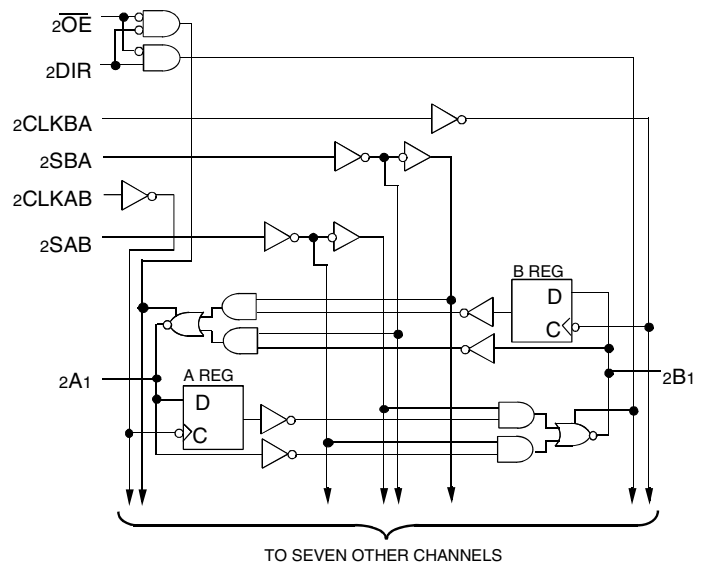 2OE
2DIR
2CLKBA
2SBA
2CLKAB
2SAB
B REG
D
C
2A1
A REG
D
C
2B1
TO SEVEN OTHER CHANNELS